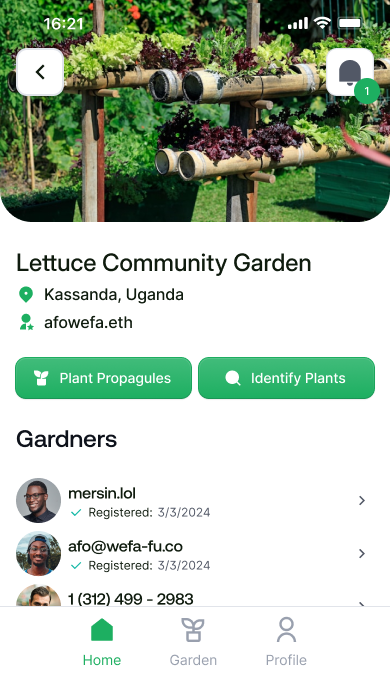 16:21
1
Lettuce Community Garden
Kassanda, Uganda
afowefa.eth
Plant Propagules
Identify Plants
Gardners
mersin.lol
Registered: 3/3/2024
afo@wefa-fu.co
Registered: 3/3/2024
1 (312) 499 - 2983
Home
Garden
Profile